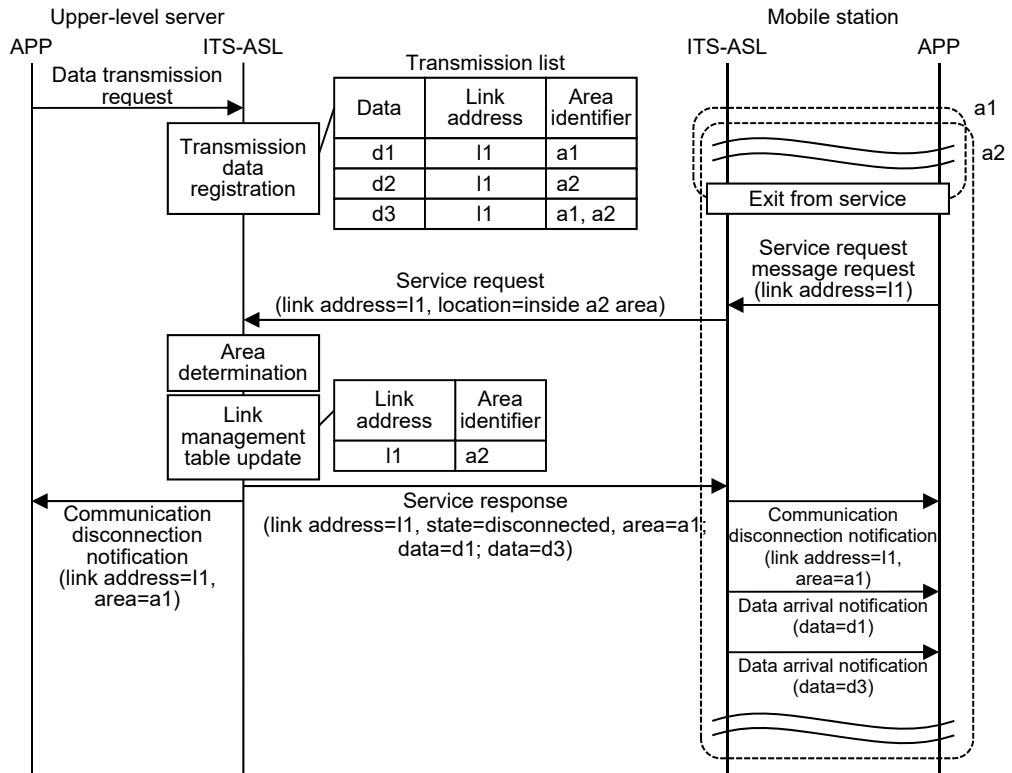 Upper-level server
Mobile station
APP
ITS-ASL
ITS-ASL
APP
Data transmission
request
Transmission list
Data
Link
address
Area
identifier
d1
l1
a1
d2
l1
a2
d3
l1
a1, a2
Transmission
data
registration
a1
a2
Exit from service
Service request
message request
(link address=l1)
Service request
(link address=l1, location=inside a2 area)
Area
determination
Link
management
table update
Link
address
Area
identifier
l1
a2
Service response
(link address=l1, state=disconnected, area=a1;
data=d1; data=d3)
Communication
disconnection
notification
(link address=l1,
area=a1)
Communication
disconnection notification
(link address=l1,
area=a1)
Data arrival notification
(data=d1)
Data arrival notification
(data=d3)